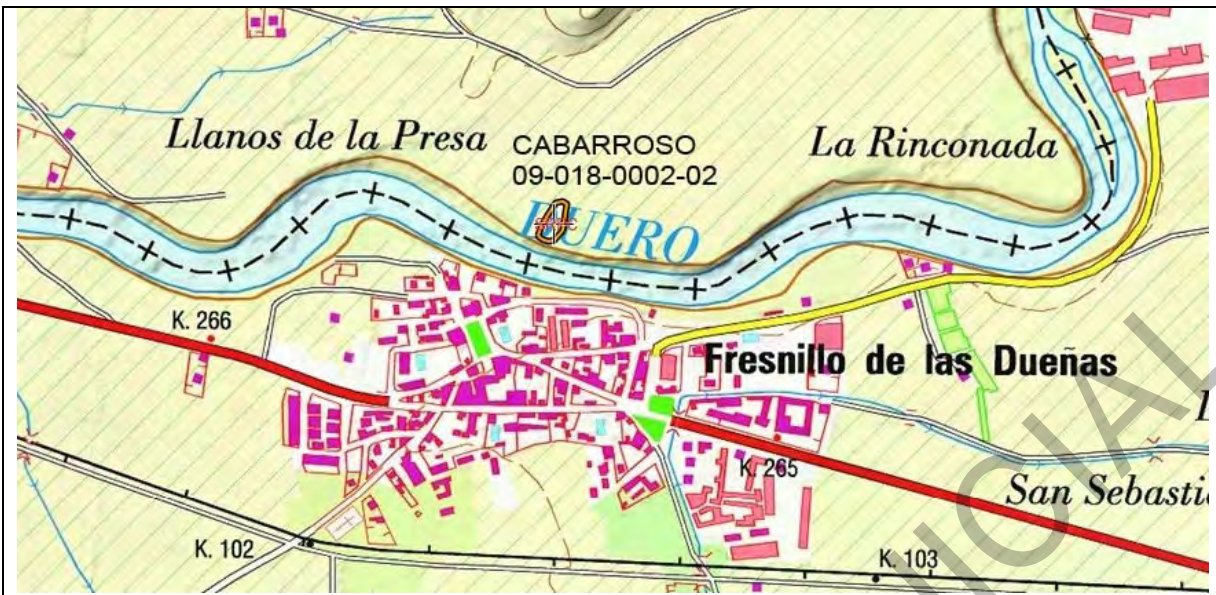 Llanos de la Presa
CABARROSO
09-018-0002-02
La Rinconada
DUERO
K. 266
Fresnillo de las Dueñas
K. 265
San Sebasti
K. 102
K. 103